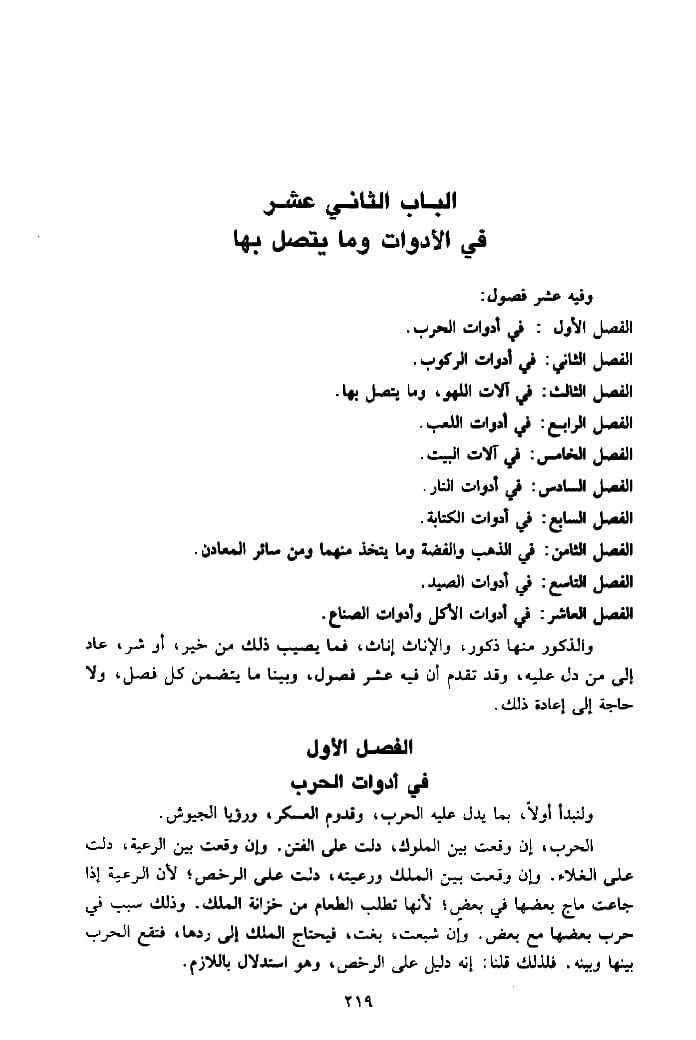 الباب الثاني عشر
في الأدوات وما يتصل بها
وفيه عشر فصول:
الفصل الأول : في أدوات الحرب.
الفصل الثاني: في أدوات الركوب.
الفصل الثالث: في آلات اللهو، وما يتصل بها.
الفصل الرابع: في أدوات اللعب.
الفصل الخامس: في آلات البيت.
الفصل السادس: في أدوات النار.
الفصل السابع: في أدوات الكتابة.
الفصل الثامن: في الذهب والفضة وما يتخذ منهما ومن سائر المعادن.
الفصل التاسع: في أدوات الصيد.
الفصل العاشر: في أدوات الأكل وأدوات الصناع.
والذكور منها ذكور، والإناث إناث، فما يصيب ذلك من خير، أو شر، عاد
إلى من دل عليه، وقد تقدم أن فيه عشر فصول، وبينا ما يتضمن كل فصل، ولا
حاجة إلى إعادة ذلك.
الفصل الأول
في أدوات الحرب
ولنبدأ أولاً، بما يدل عليه الحرب، وقدوم العسكر، ورؤيا الجيوش.
الحرب، إن وقعت بين الملوك، دلت على الفتن. وإن وقعت بين الرعية، دلت
على الغلاء. وإن وقعت بين الملك ورعيته، دلت على الرخص؛ لأن الرعية إذا
جاعت ماج بعضها في بعضٍ؛ لأنها تطلب الطعام من خزانة الملك. وذلك سبب في
حرب بعضها مع بعض. وإن شبعت، بغت، فيحتاج الملك إلى ردها، فتقع الحرب
بينها وبينه. فلذلك قلنا: إنه دليل على الرخص، وهو استدلال باللازم.
٢١٩